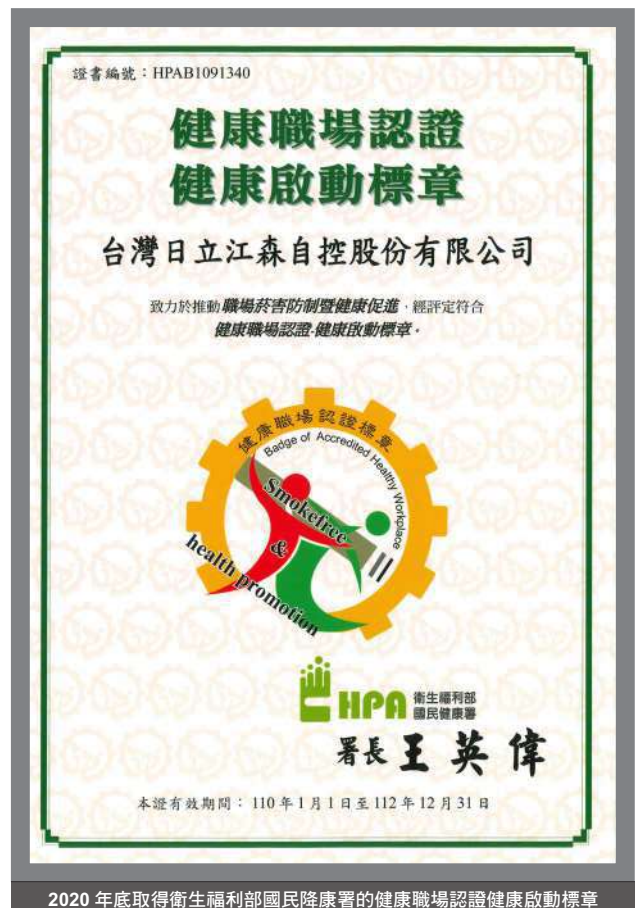 證書編號：HPAB1091340
健康職場認證
健康啟動標章
台灣日立江森自控股份有限公司
致力於推動職場菸害防制暨健康促進，經評定符合
健康職場認證-健康啟動標章。
健康職場認證標章
Badge of Accredited Healthy Workplace
Smokefree
&
health promotion
HPA 衛生福利部
國民健康署
署長 王英偉
本證有效期間：110年1月1日至112年12月31日
2020 年底取得衛生福利部國民降康署的健康職場認證健康啟動標章